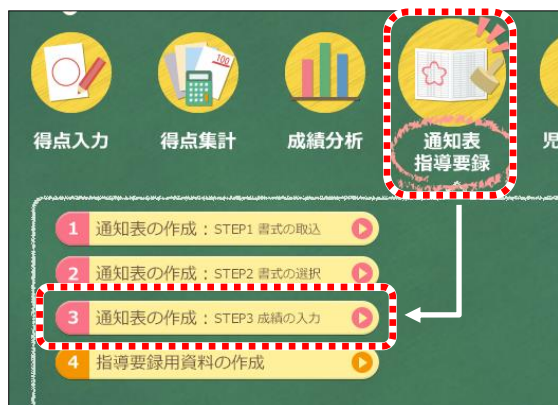 100
得点入力
得点集計
成績分析
通知表
指導要録
児
1 通知表の作成：STEP1 書式の取込
2 通知表の作成：STEP2 書式の選択
3 通知表の作成：STEP3 成績の入力
4 指導要録用資料の作成